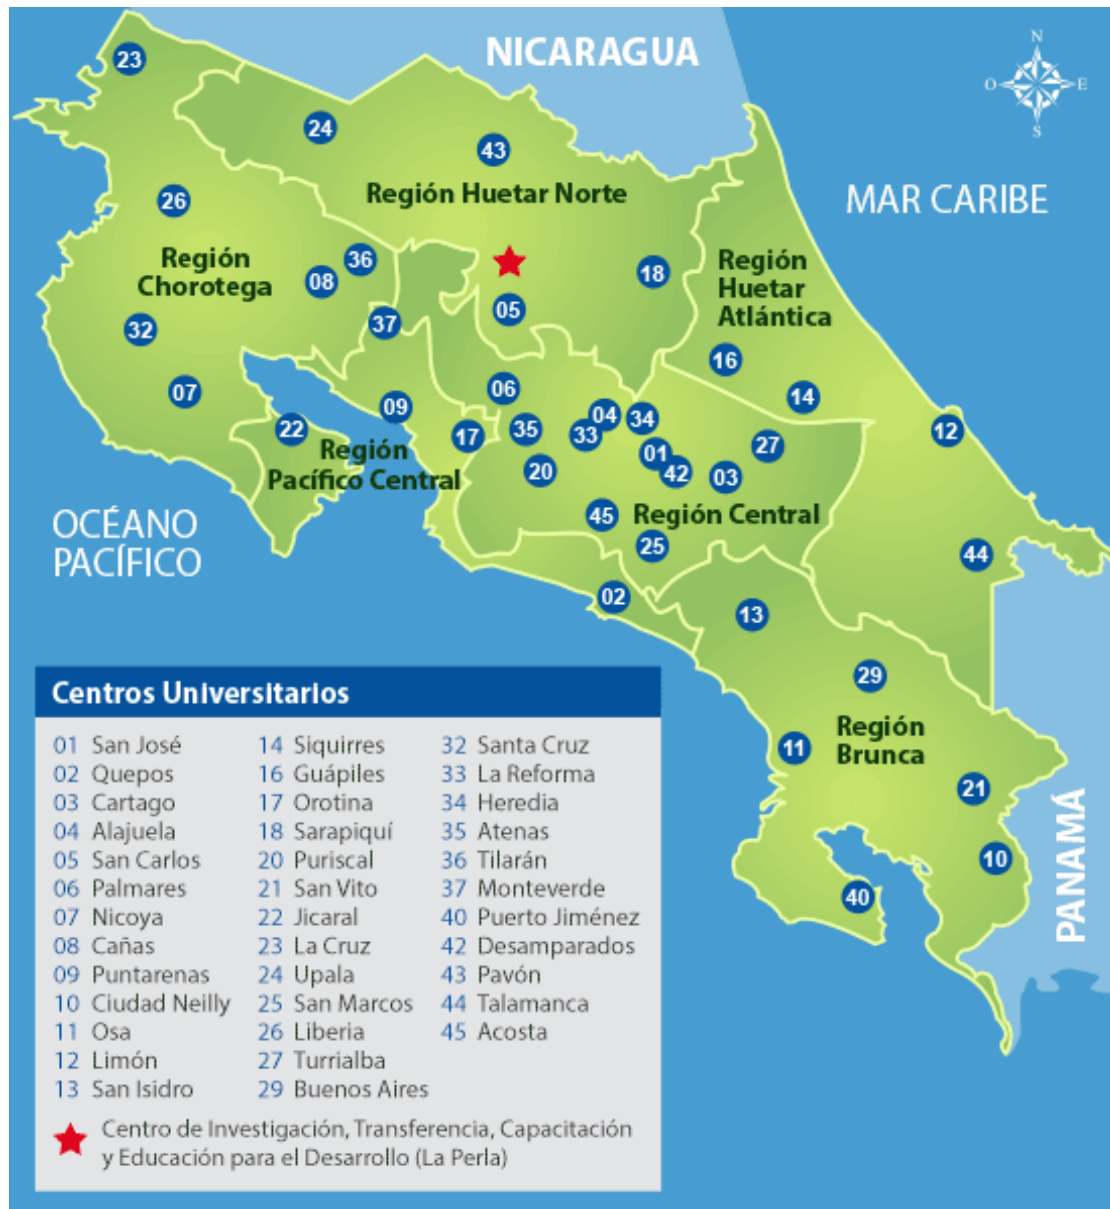 NICARAGUA
N
O
E
S
MAR CARIBE
23
24
43
Región Huetar Norte
26
Región
Chorotega
36
08
18
Región
Huetar
Atlántica
05
37
32
16
07
06
14
09
04
34
12
22
17
35
33
27
Región
Pacífico Central
01
20
42
03
45
Región Central
OCÉANO
PACÍFICO
25
44
02
13
29
Región
Brunca
11
21
10
40
PANAMÁ
Centros Universitarios
01 San José
02 Quepos
03 Cartago
04 Alajuela
05 San Carlos
06 Palmares
07 Nicoya
08 Cañas
09 Puntarenas
10 Ciudad Neilly
11 Osa
12 Limón
13 San Isidro
14 Siquirres
16 Guápiles
17 Orotina
18 Sarapiquí
20 Puriscal
21 San Vito
22 Jicaral
23 La Cruz
24 Upala
25 San Marcos
26 Liberia
27 Turrialba
29 Buenos Aires
32 Santa Cruz
33 La Reforma
34 Heredia
35 Atenas
36 Tilarán
37 Monteverde
40 Puerto Jiménez
42 Desamparados
43 Pavón
44 Talamanca
45 Acosta
Centro de Investigación, Transferencia, Capacitación
y Educación para el Desarrollo (La Perla)